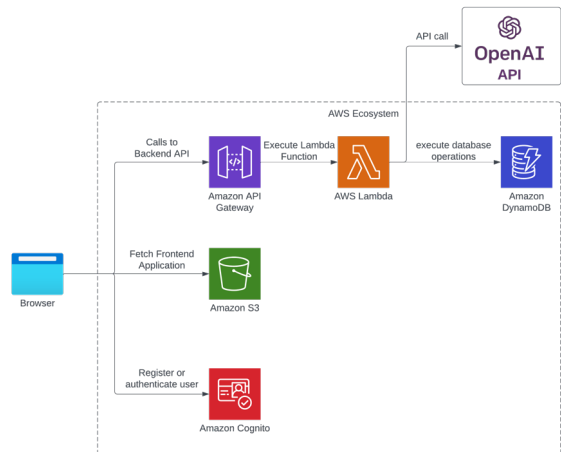 API call
OpenAI
API
AWS Ecosystem
Calls to
Backend API
Execute Lambda
Function
execute database
operations
Amazon API
Gateway
AWS Lambda
Amazon
DynamoDB
Fetch Frontend
Application
Browser
Amazon S3
Register or
authenticate user
Amazon Cognito